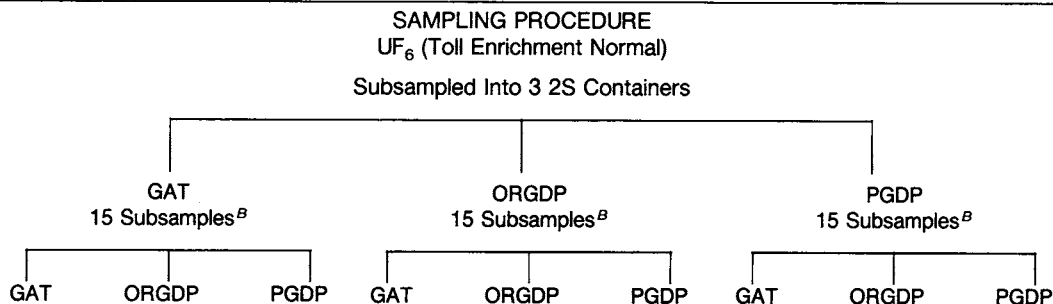 SAMPLING PROCEDURE
UF₆ (Toll Enrichment Normal)
Subsampled Into 3 2S Containers
GAT ORGDP PGDP
15 Subsamplesᴮ 15 Subsamplesᴮ 15 Subsamplesᴮ
GAT ORGDP PGDP GAT ORGDP PGDP GAT ORGDP PGDP